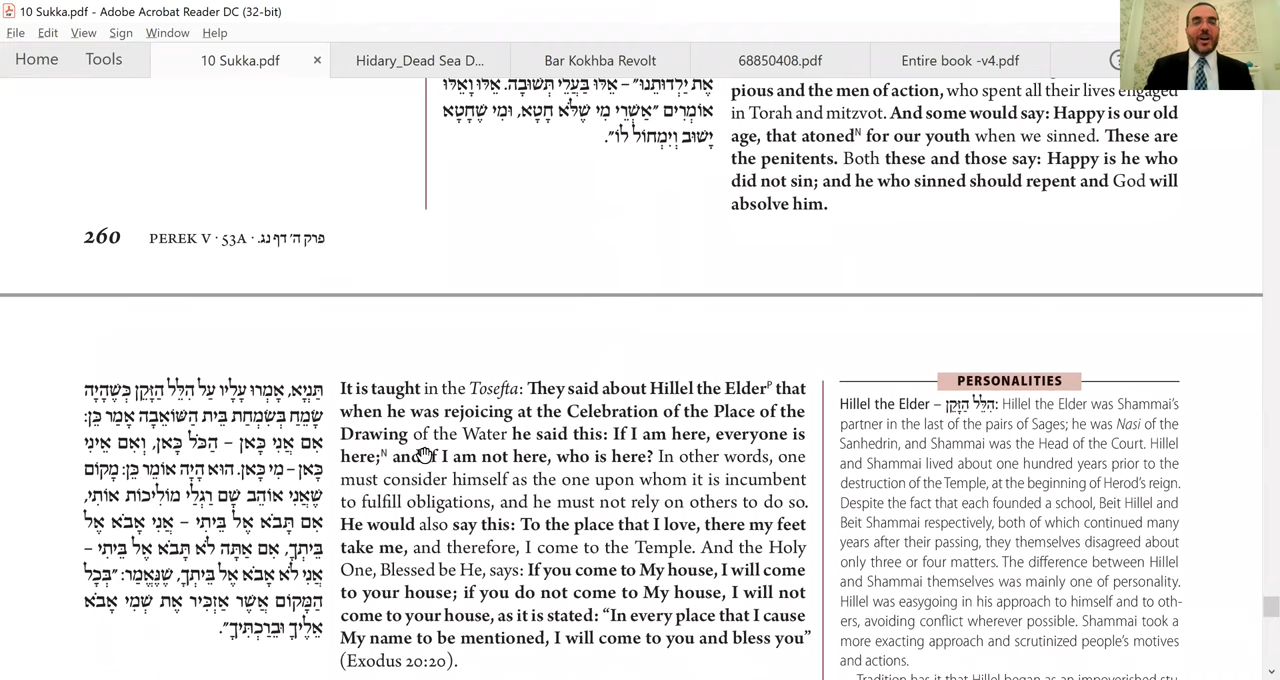 10 Sukka.pdf - Adobe Acrobat Reader DC (32-bit)
File Edit View Sign Window Help
Home Tools 10 Sukka.pdf × Hidary_Dead Sea D... Bar Kokhba Revolt 68850408.pdf Entire book -v4.pdf
אֶת יַלְדוּתֵנוּ״ – אֵלּוּ בַּעֲלֵי תְשׁוּבָה. אֵלּוּ וָאֵלּוּ
אוֹמְרִים ״אַשְׁרֵי מִי שֶׁלֹּא חָטָא, וּמִי שֶׁחָטָא
יָשׁוּב וְיִמְחוֹל לוֹ״.
pious and the men of action, who spent all their lives engaged
in Torah and mitzvot. And some would say: Happy is our old
age, that atonedᴺ for our youth when we sinned. These are
the penitents. Both these and those say: Happy is he who
did not sin; and he who sinned should repent and God will
absolve him.
260 PEREK V · 53A · פרק ה׳ דף נג.
תַּנְיָא, אָמְרוּ עָלָיו עַל הִלֵּל הַזָּקֵן כְּשֶׁהָיָה
שָׂמֵחַ בְּשִׂמְחַת בֵּית הַשּׁוֹאֵבָה אָמַר כֵּן:
אִם אֲנִי כָּאן – הַכֹּל כָּאן, וְאִם אֵינִי
כָּאן – מִי כָּאן. הוּא הָיָה אוֹמֵר כֵּן: מָקוֹם
שֶׁאֲנִי אוֹהֵב שָׁם רַגְלַי מוֹלִיכוֹת אוֹתִי,
אִם תָּבֹא אֶל בֵּיתִי – אֲנִי אָבֹא אֶל
בֵּיתְךָ, אִם אַתָּה לֹא תָּבֹא אֶל בֵּיתִי –
אֲנִי לֹא אָבֹא אֶל בֵּיתְךָ, שֶׁנֶּאֱמַר: ״בְּכָל
הַמָּקוֹם אֲשֶׁר אַזְכִּיר אֶת שְׁמִי אָבֹא
אֵלֶיךָ וּבֵרַכְתִּיךָ״.
It is taught in the Tosefta: They said about Hillel the Elderᴾ that
when he was rejoicing at the Celebration of the Place of the
Drawing of the Water he said this: If I am here, everyone is
here;ᴺ and if I am not here, who is here? In other words, one
must consider himself as the one upon whom it is incumbent
to fulfill obligations, and he must not rely on others to do so.
He would also say this: To the place that I love, there my feet
take me, and therefore, I come to the Temple. And the Holy
One, Blessed be He, says: If you come to My house, I will come
to your house; if you do not come to My house, I will not
come to your house, as it is stated: “In every place that I cause
My name to be mentioned, I will come to you and bless you”
(Exodus 20:20).
PERSONALITIES
Hillel the Elder – הִלֵּל הַזָּקֵן: Hillel the Elder was Shammai’s
partner in the last of the pairs of Sages; he was Nasi of the
Sanhedrin, and Shammai was the Head of the Court. Hillel
and Shammai lived about one hundred years prior to the
destruction of the Temple, at the beginning of Herod’s reign.
Despite the fact that each founded a school, Beit Hillel and
Beit Shammai respectively, both of which continued many
years after their passing, they themselves disagreed about
only three or four matters. The difference between Hillel
and Shammai themselves was mainly one of personality.
Hillel was easygoing in his approach to himself and to oth-
ers, avoiding conflict wherever possible. Shammai took a
more exacting approach and scrutinized people’s motives
and actions.
Tradition has it that Hillel began as an impoverished stu-